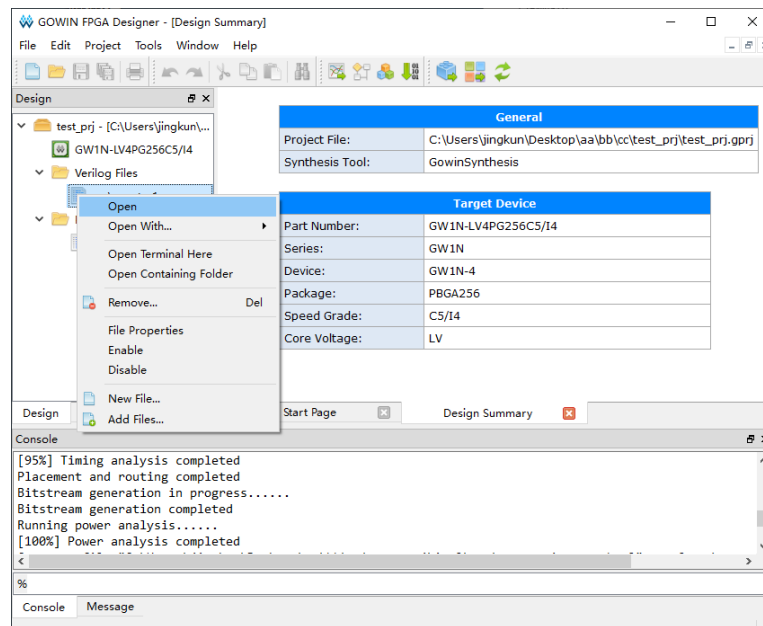 GOWIN FPGA Designer - [Design Summary]
File Edit Project Tools Window Help
Design
test_prj - [C:\Users\jingkun\...
GW1N-LV4PG256C5/I4
Verilog Files
Open
Open With...
Open Terminal Here
Open Containing Folder
Remove... Del
File Properties
Enable
Disable
New File...
Add Files...
General
Project File: C:\Users\jingkun\Desktop\aa\bb\cc\test_prj\test_prj.gprj
Synthesis Tool: GowinSynthesis
Target Device
Part Number: GW1N-LV4PG256C5/I4
Series: GW1N
Device: GW1N-4
Package: PBGA256
Speed Grade: C5/I4
Core Voltage: LV
Design Start Page Design Summary
Console
[95%] Timing analysis completed
Placement and routing completed
Bitstream generation in progress......
Bitstream generation completed
Running power analysis......
[100%] Power analysis completed
%
Console Message